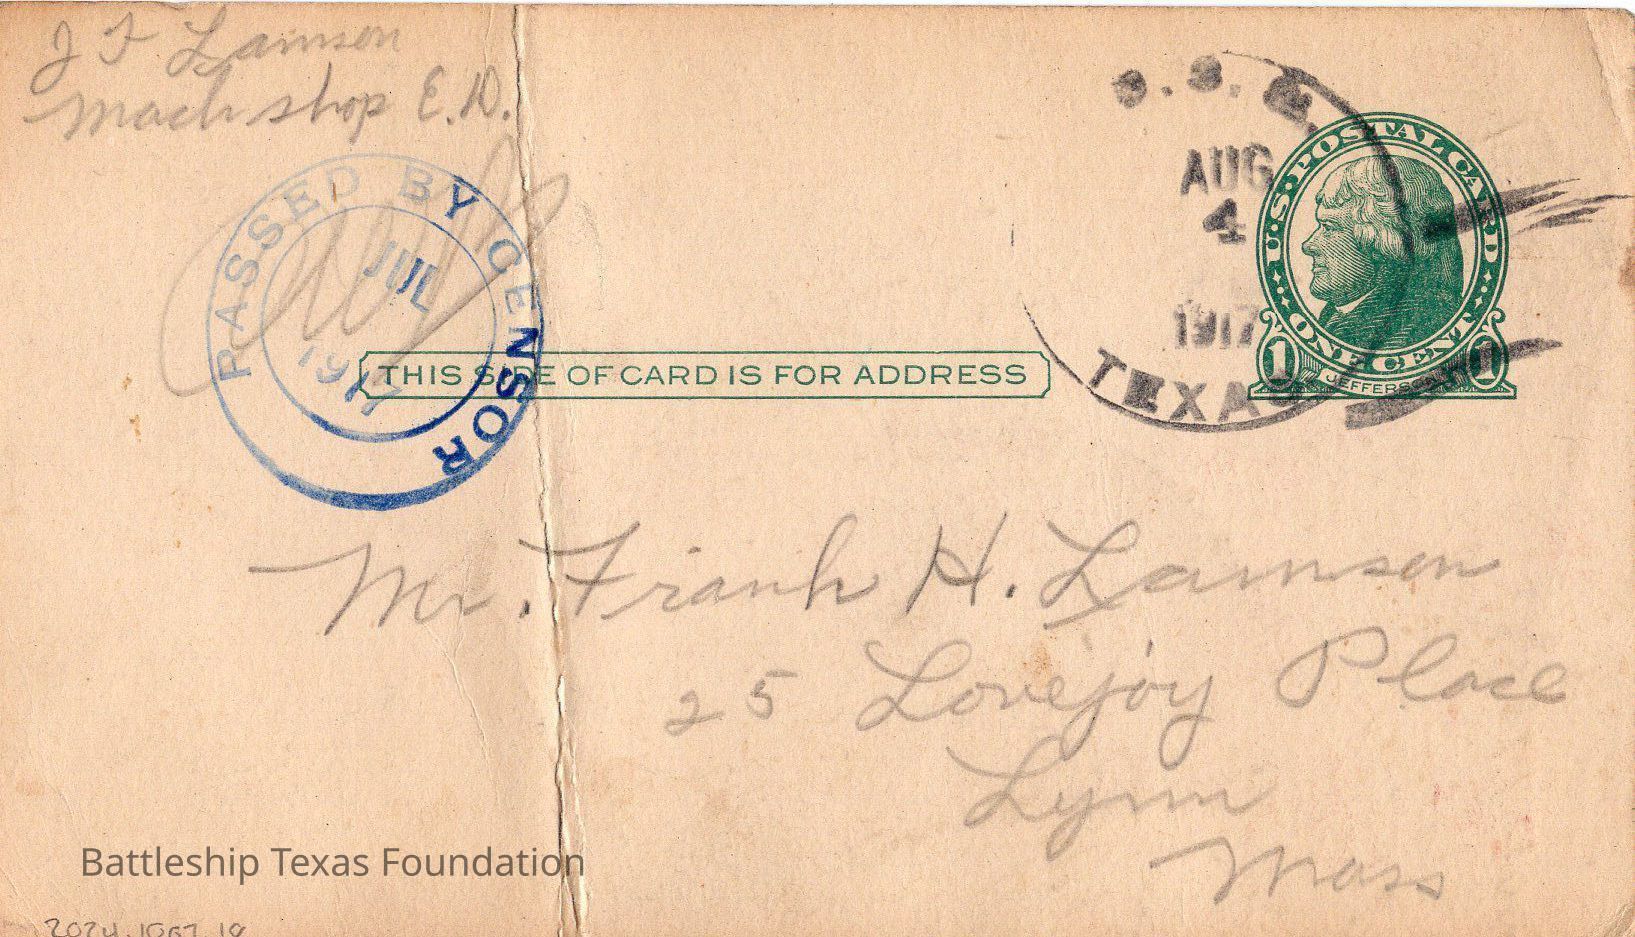 J F Lamson
Mach shop E.D.
PASSED BY CENSOR
JUL
1917
U.S. POSTAL CARD
ONE CENT
1 JEFFERSON 1
AUG
4
1917
TEXAS
THIS SIDE OF CARD IS FOR ADDRESS
Mr. Frank H. Lamson
25 Lovejoy Place
Lynn
Mass
Battleship Texas Foundation